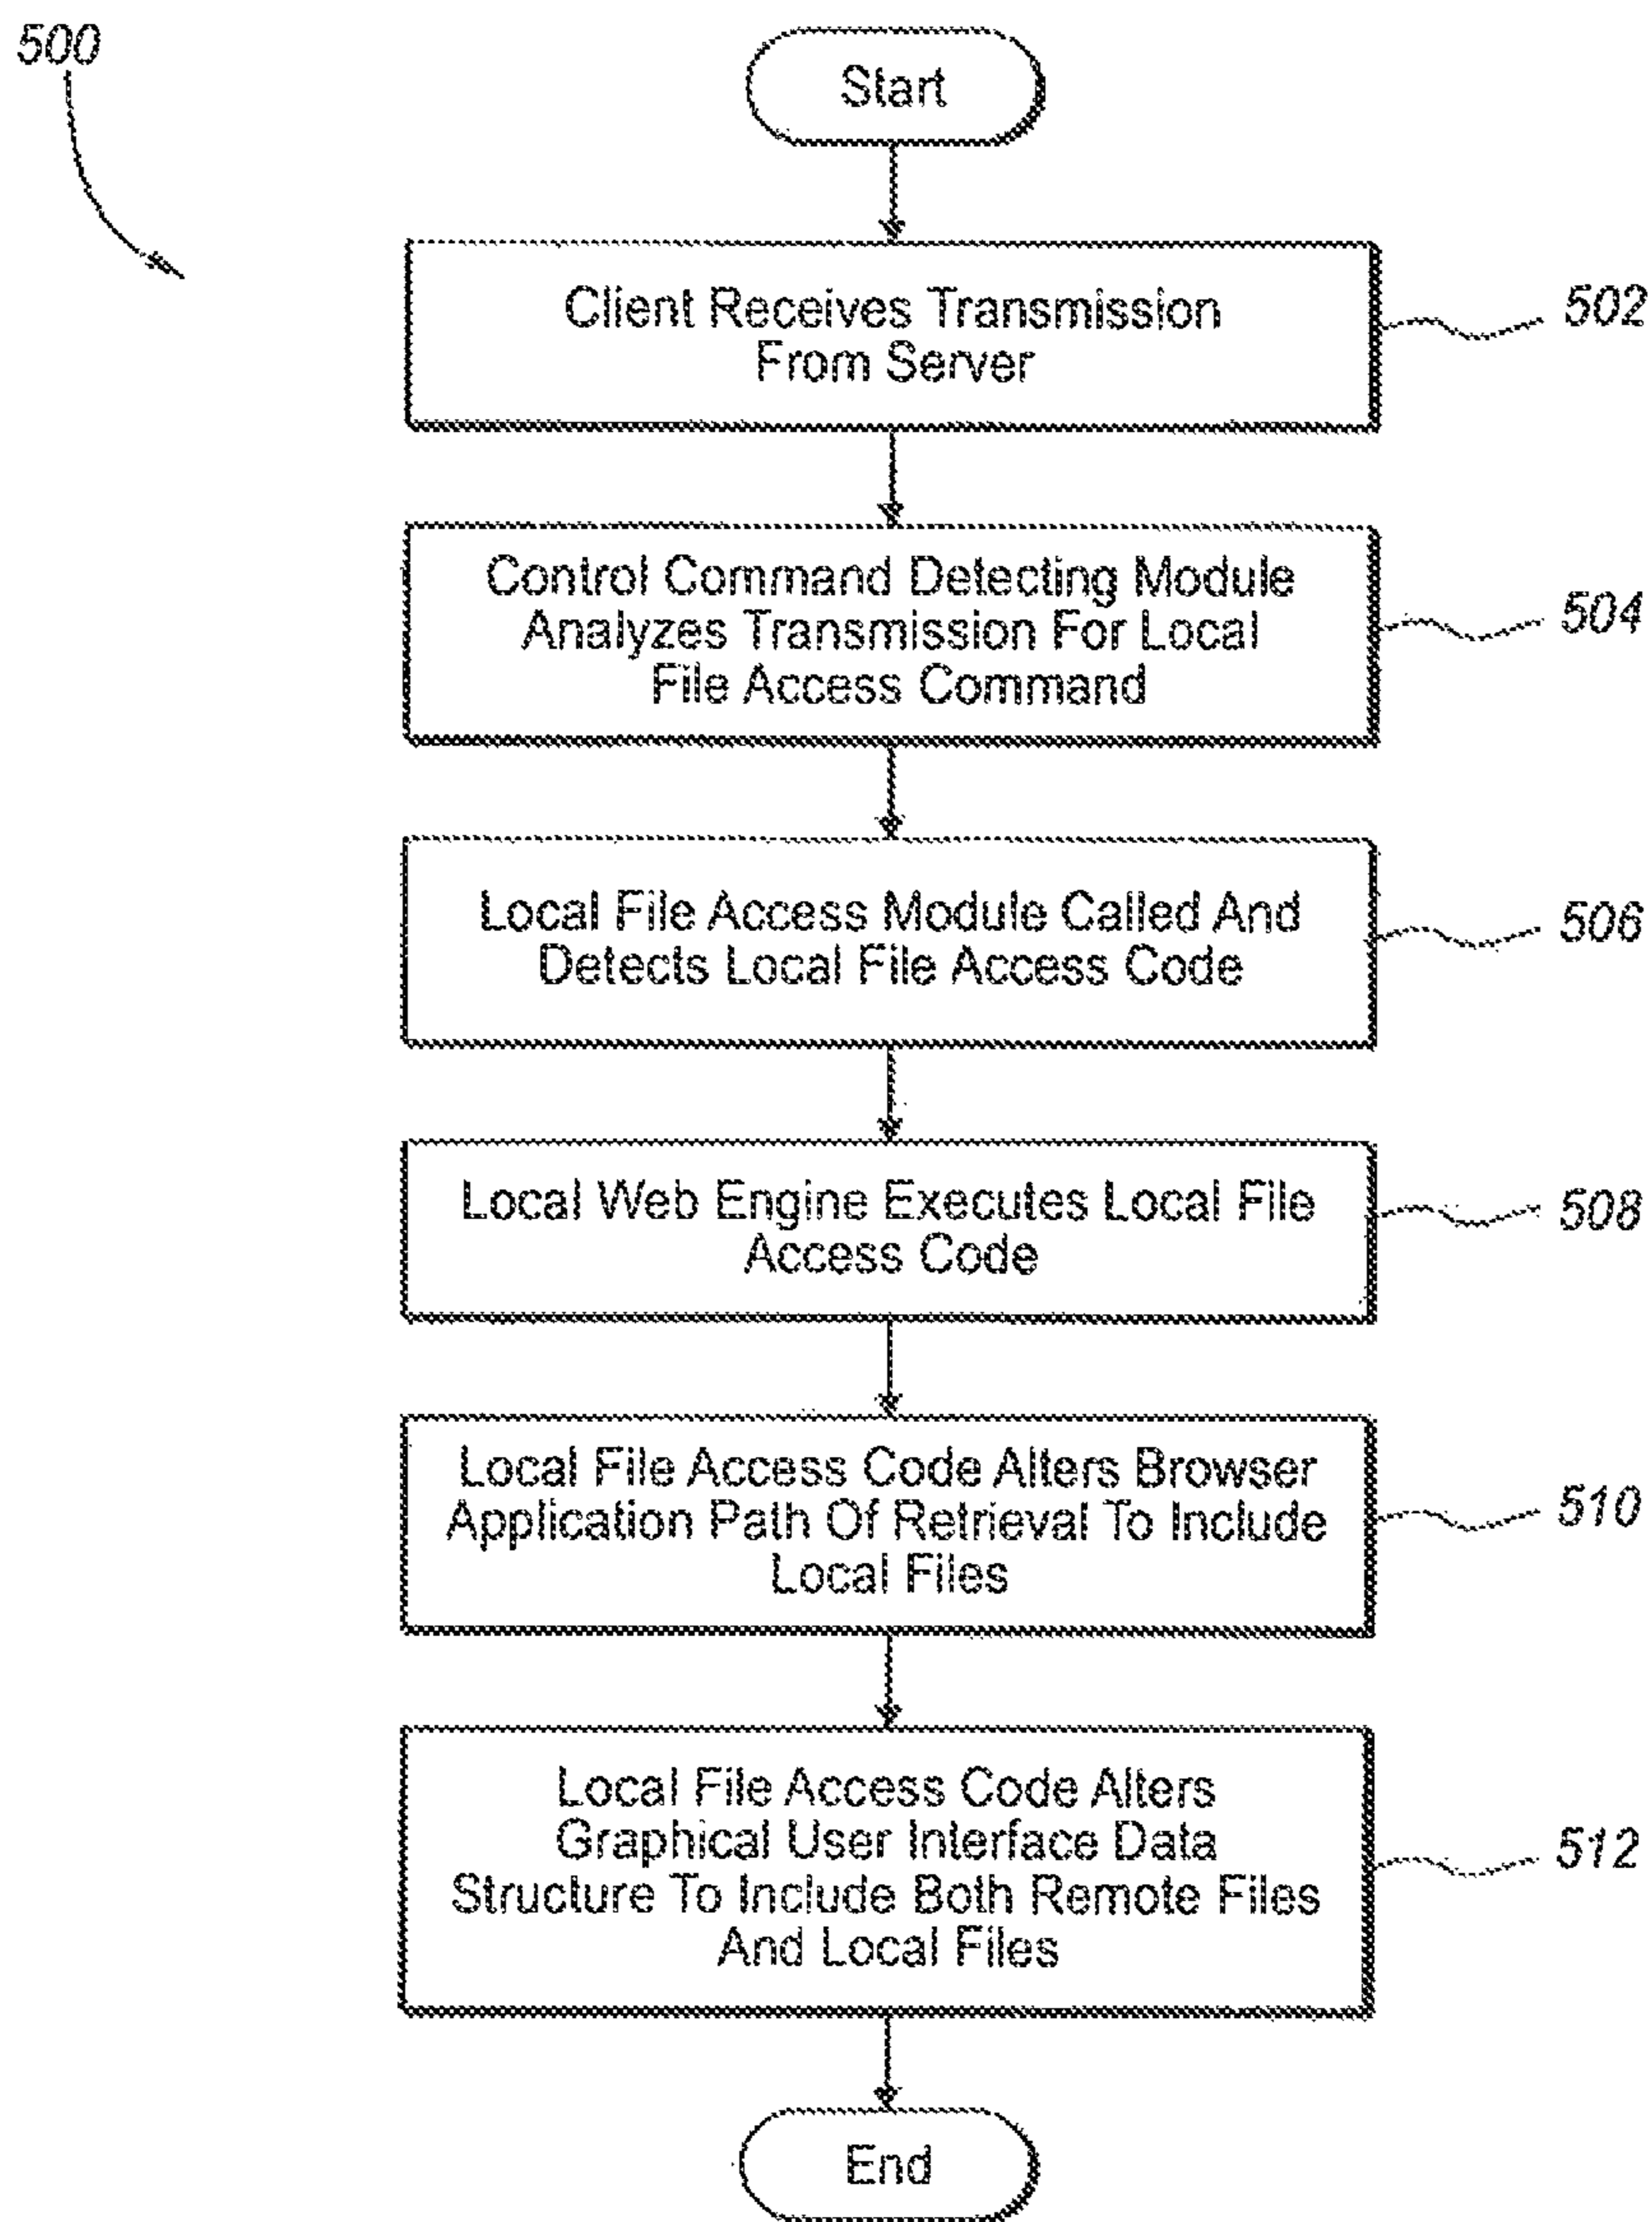 500
Start
Client Receives Transmission
From Server
502
Control Command Detecting Module
Analyzes Transmission For Local
File Access Command
504
Local File Access Module Called And
Detects Local File Access Code
506
Local Web Engine Executes Local File
Access Code
508
Local File Access Code Alters Browser
Application Path Of Retrieval To Include
Local Files
510
Local File Access Code Alters
Graphical User Interface Data
Structure To Include Both Remote Files
And Local Files
512
End